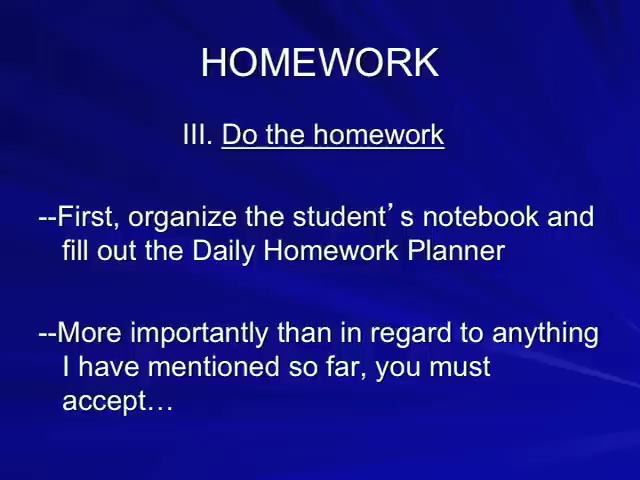 HOMEWORK
III. Do the homework
--First, organize the student’s notebook and
fill out the Daily Homework Planner
--More importantly than in regard to anything
I have mentioned so far, you must
accept…